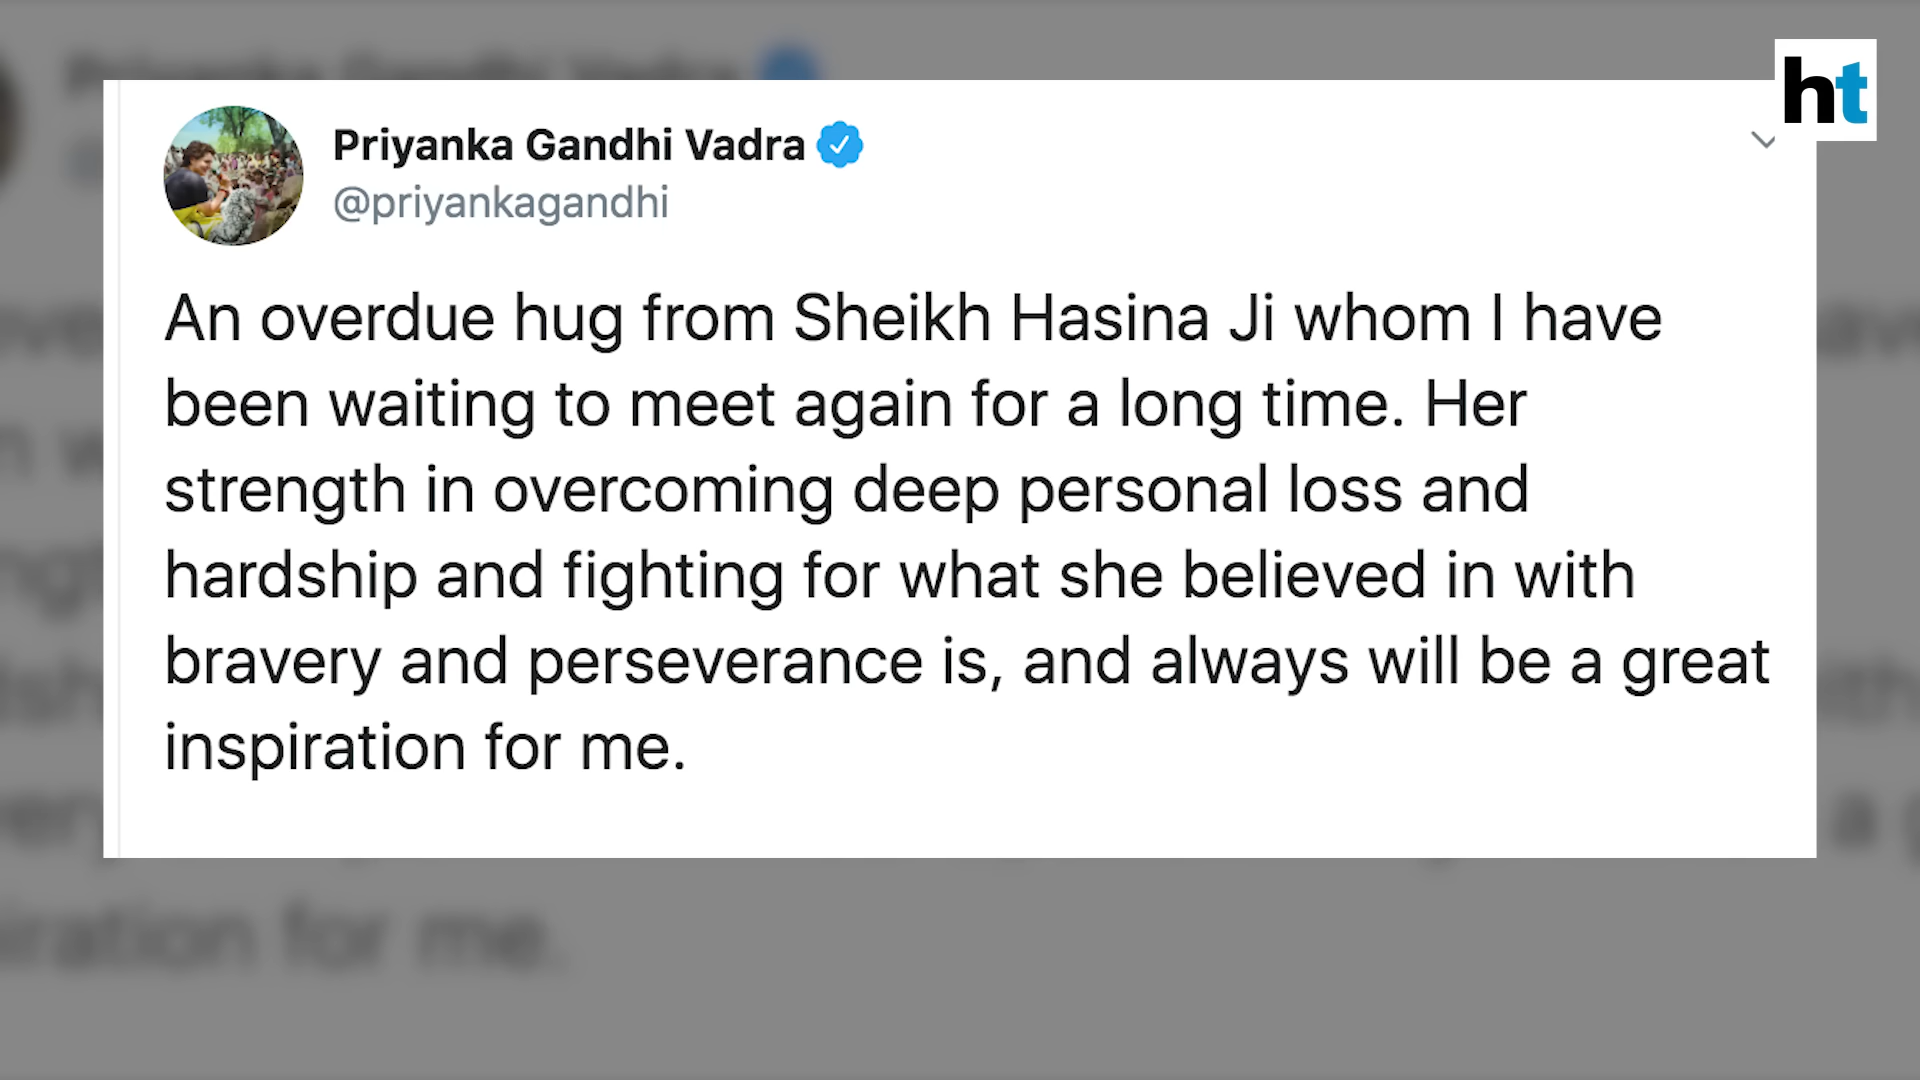 ht
Priyanka Gandhi Vadra
@priyankagandhi
An overdue hug from Sheikh Hasina Ji whom I have
been waiting to meet again for a long time. Her
strength in overcoming deep personal loss and
hardship and fighting for what she believed in with
bravery and perseverance is, and always will be a great
inspiration for me.